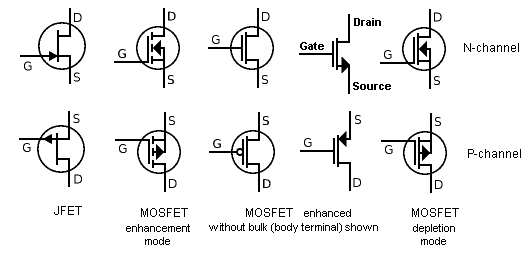 D D D Drain D
Gate N-channel
G G G G
S S S Source S
S S S S S
G G G G G P-channel
D D D D D
JFET MOSFET MOSFET enhanced MOSFET
enhancement without bulk (body terminal) shown depletion
mode mode